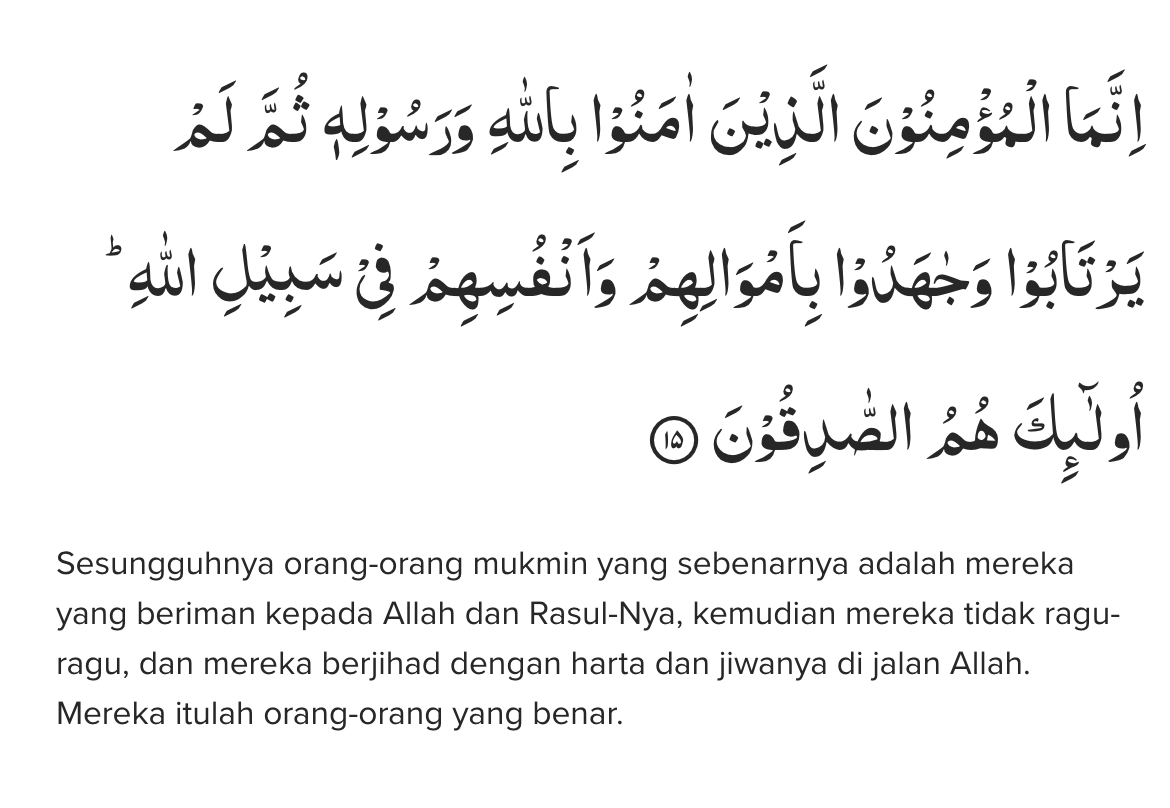 اِنَّمَا الْمُؤْمِنُوْنَ الَّذِيْنَ اٰمَنُوْا بِاللّٰهِ وَرَسُوْلِهٖ ثُمَّ لَمْ
يَرْتَابُوْا وَجٰهَدُوْا بِاَمْوَالِهِمْ وَاَنْفُسِهِمْ فِيْ سَبِيْلِ اللّٰهِ ۗ
اُولٰۤىِٕكَ هُمُ الصّٰدِقُوْنَ ١٥
Sesungguhnya orang-orang mukmin yang sebenarnya adalah mereka
yang beriman kepada Allah dan Rasul-Nya, kemudian mereka tidak ragu-
ragu, dan mereka berjihad dengan harta dan jiwanya di jalan Allah.
Mereka itulah orang-orang yang benar.